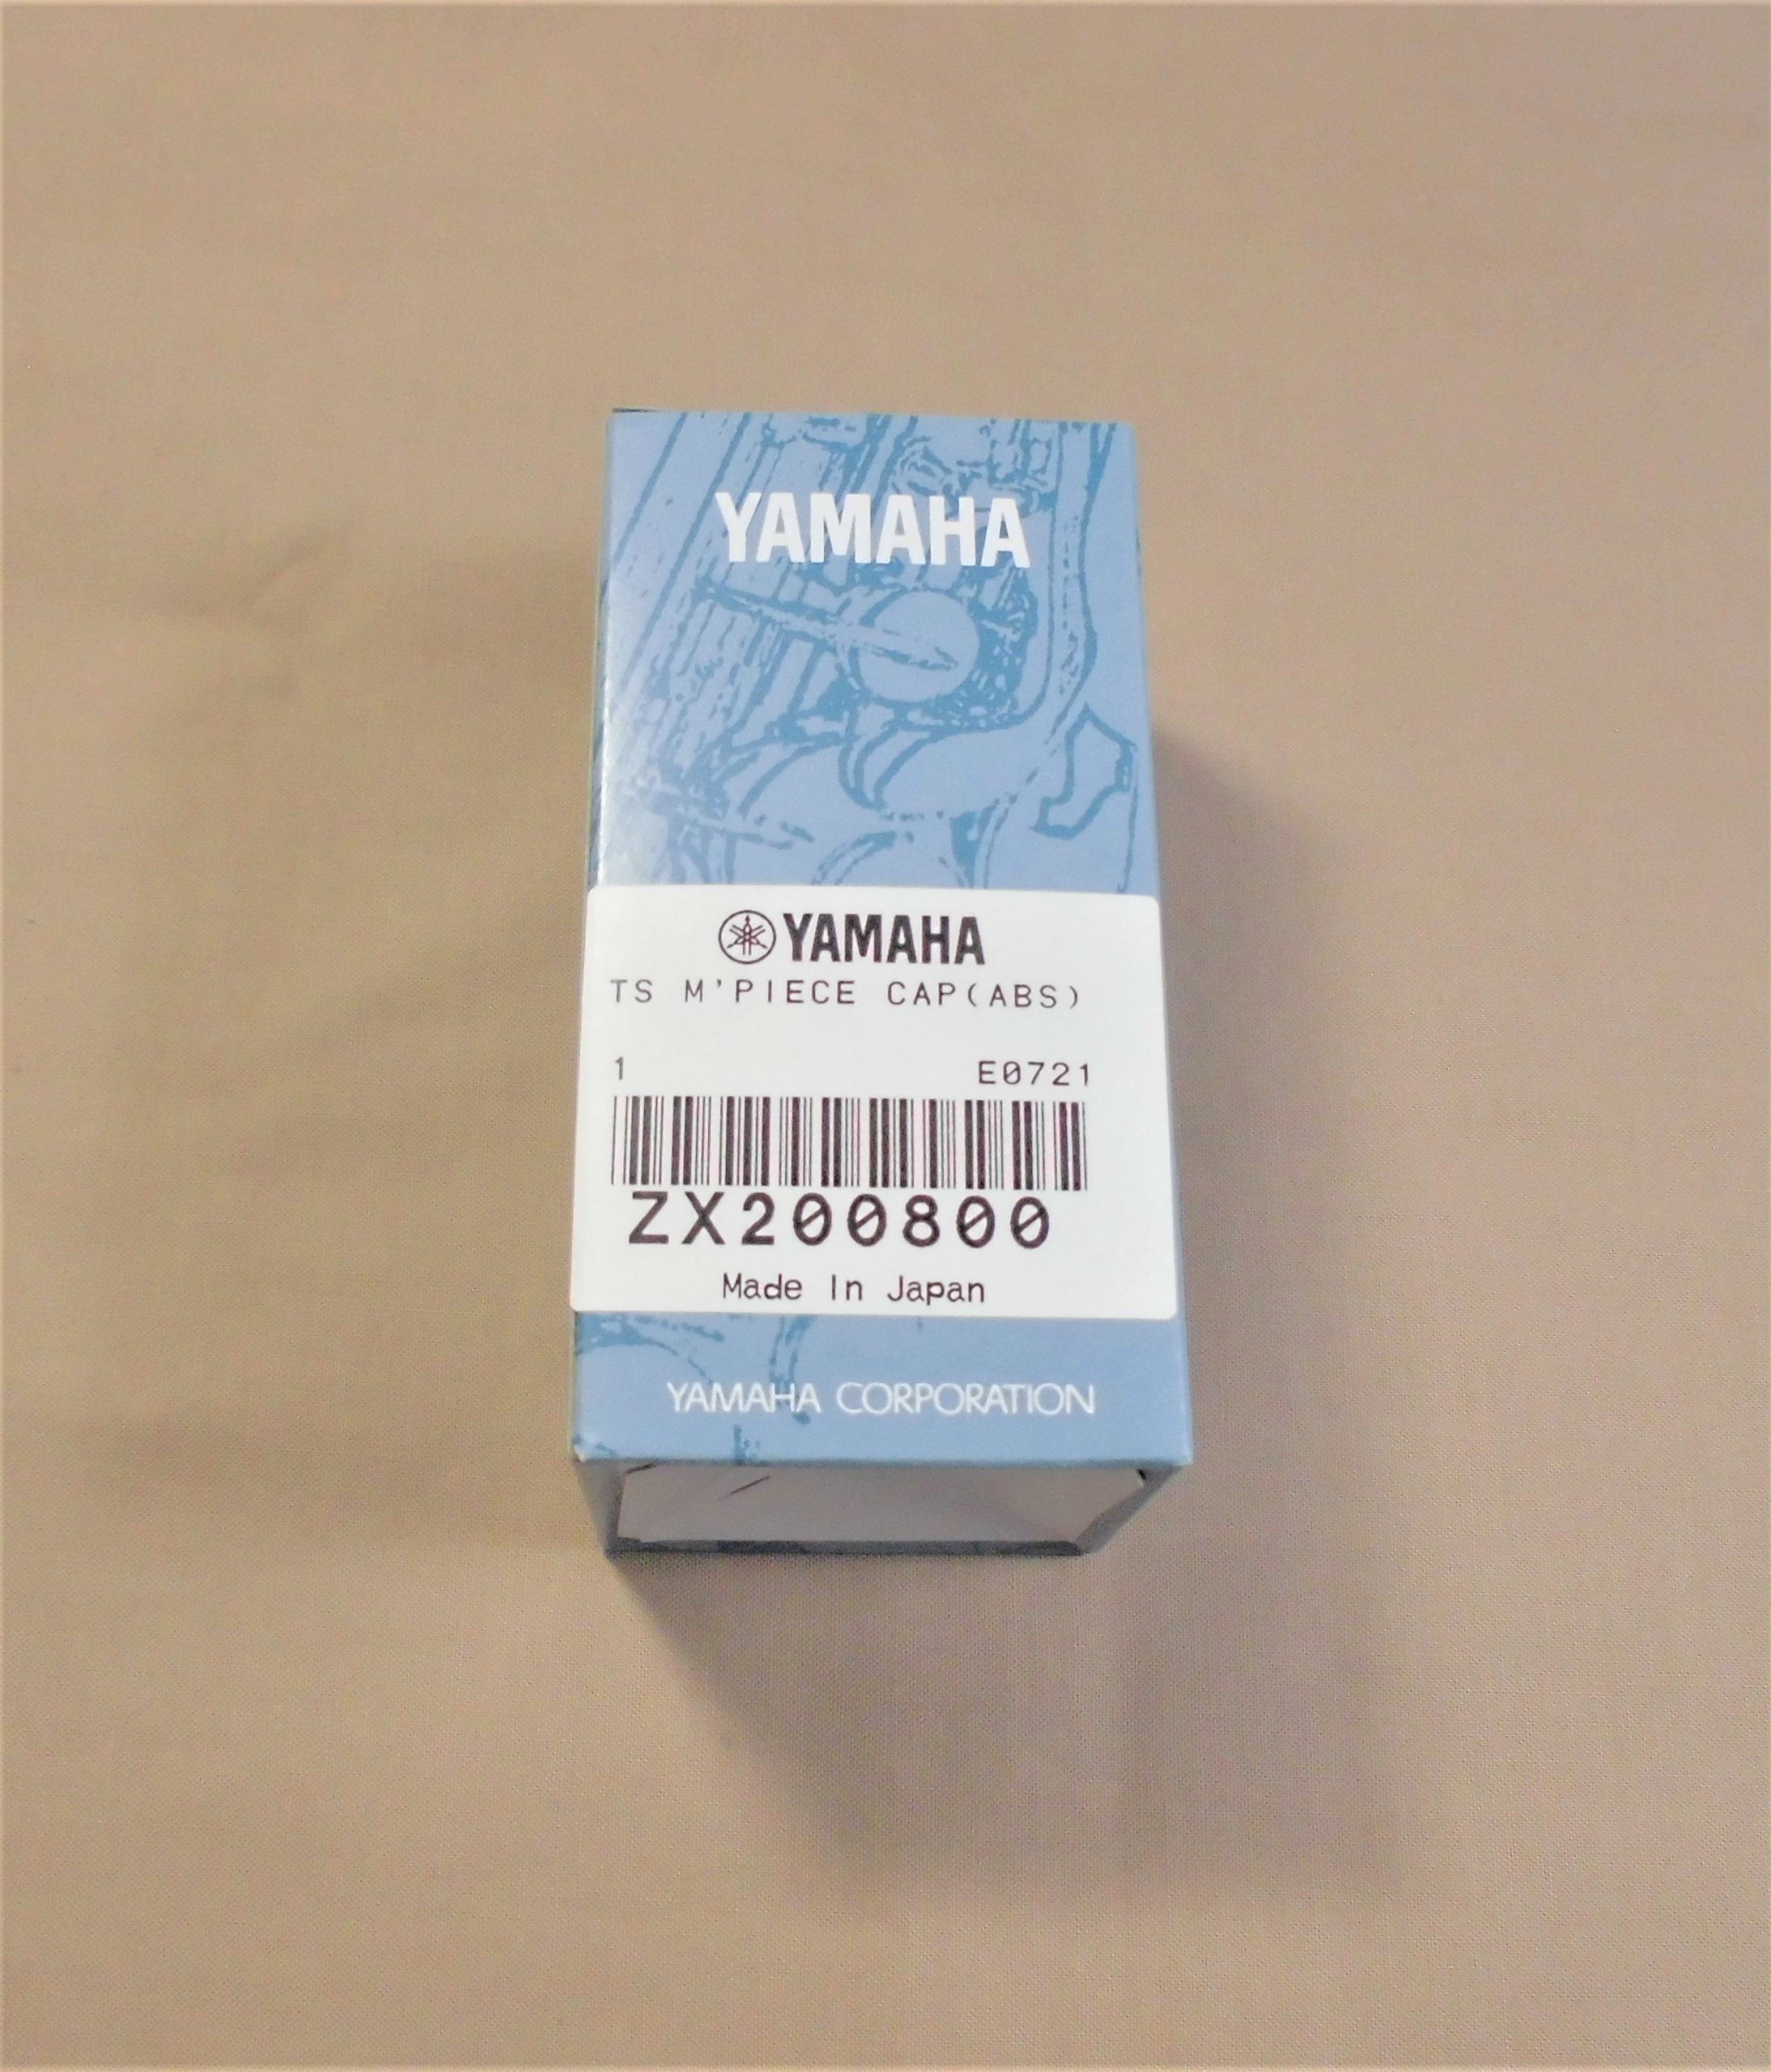 YAMAHA
YAMAHA
TS M'PIECE CAP(ABS)
1 E0721
ZX200800
Made In Japan
YAMAHA CORPORATION